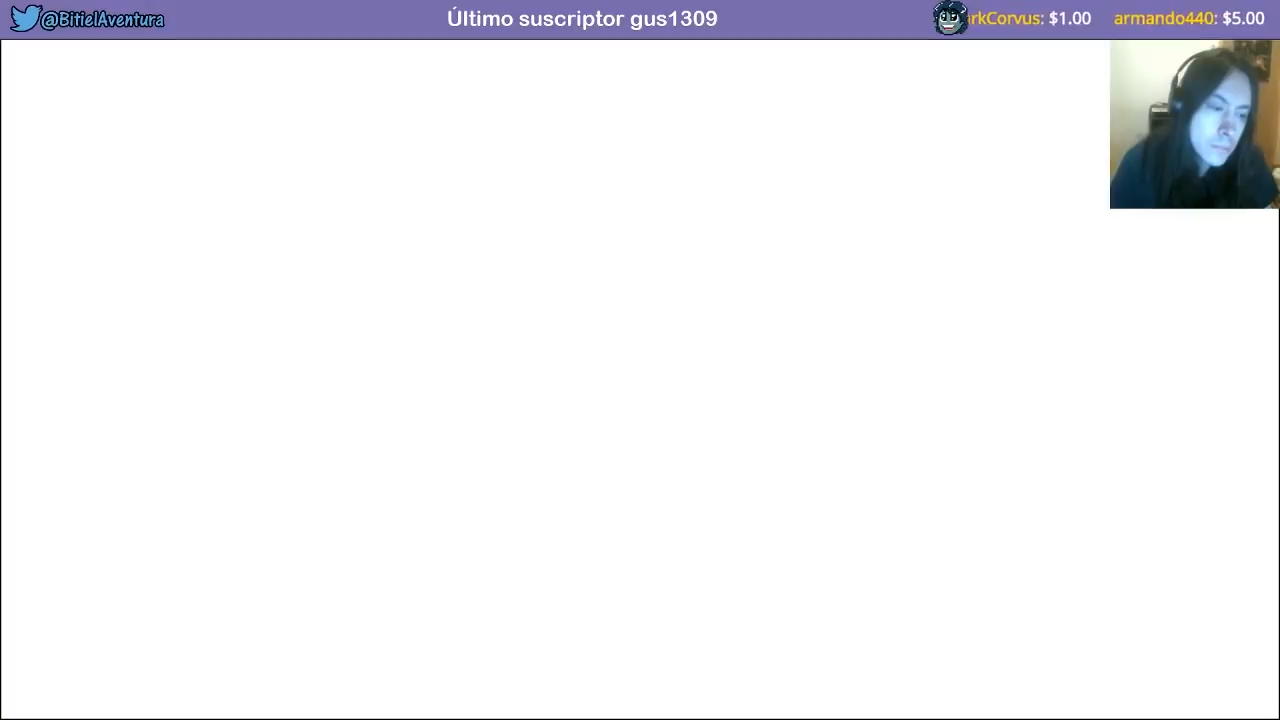 @BitielAventura
Último suscriptor gus1309
rkCorvus: $1.00
armando440: $5.00